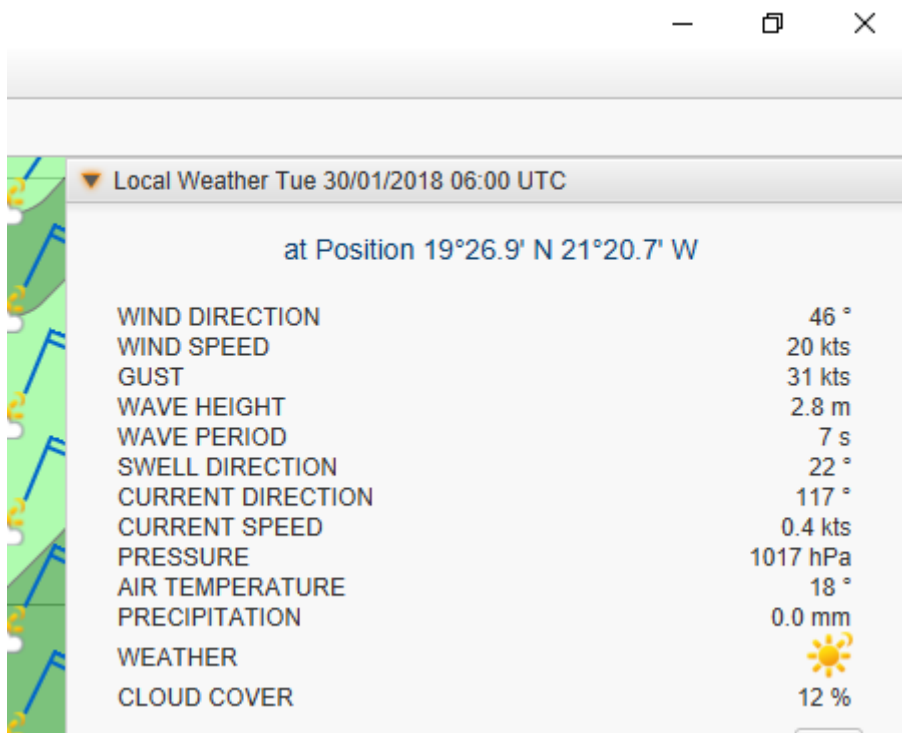 Local Weather Tue 30/01/2018 06:00 UTC
at Position 19°26.9' N 21°20.7' W
WIND DIRECTION 46 °
WIND SPEED 20 kts
GUST 31 kts
WAVE HEIGHT 2.8 m
WAVE PERIOD 7 s
SWELL DIRECTION 22 °
CURRENT DIRECTION 117 °
CURRENT SPEED 0.4 kts
PRESSURE 1017 hPa
AIR TEMPERATURE 18 °
PRECIPITATION 0.0 mm
WEATHER
CLOUD COVER 12 %